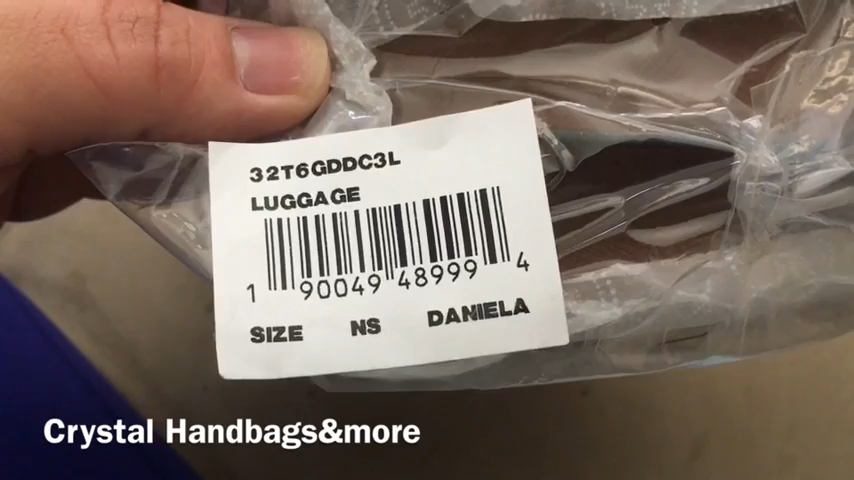 32T6GDDC3L
LUGGAGE
1 90049 48999 4
SIZE NS DANIELA
Crystal Handbags&more